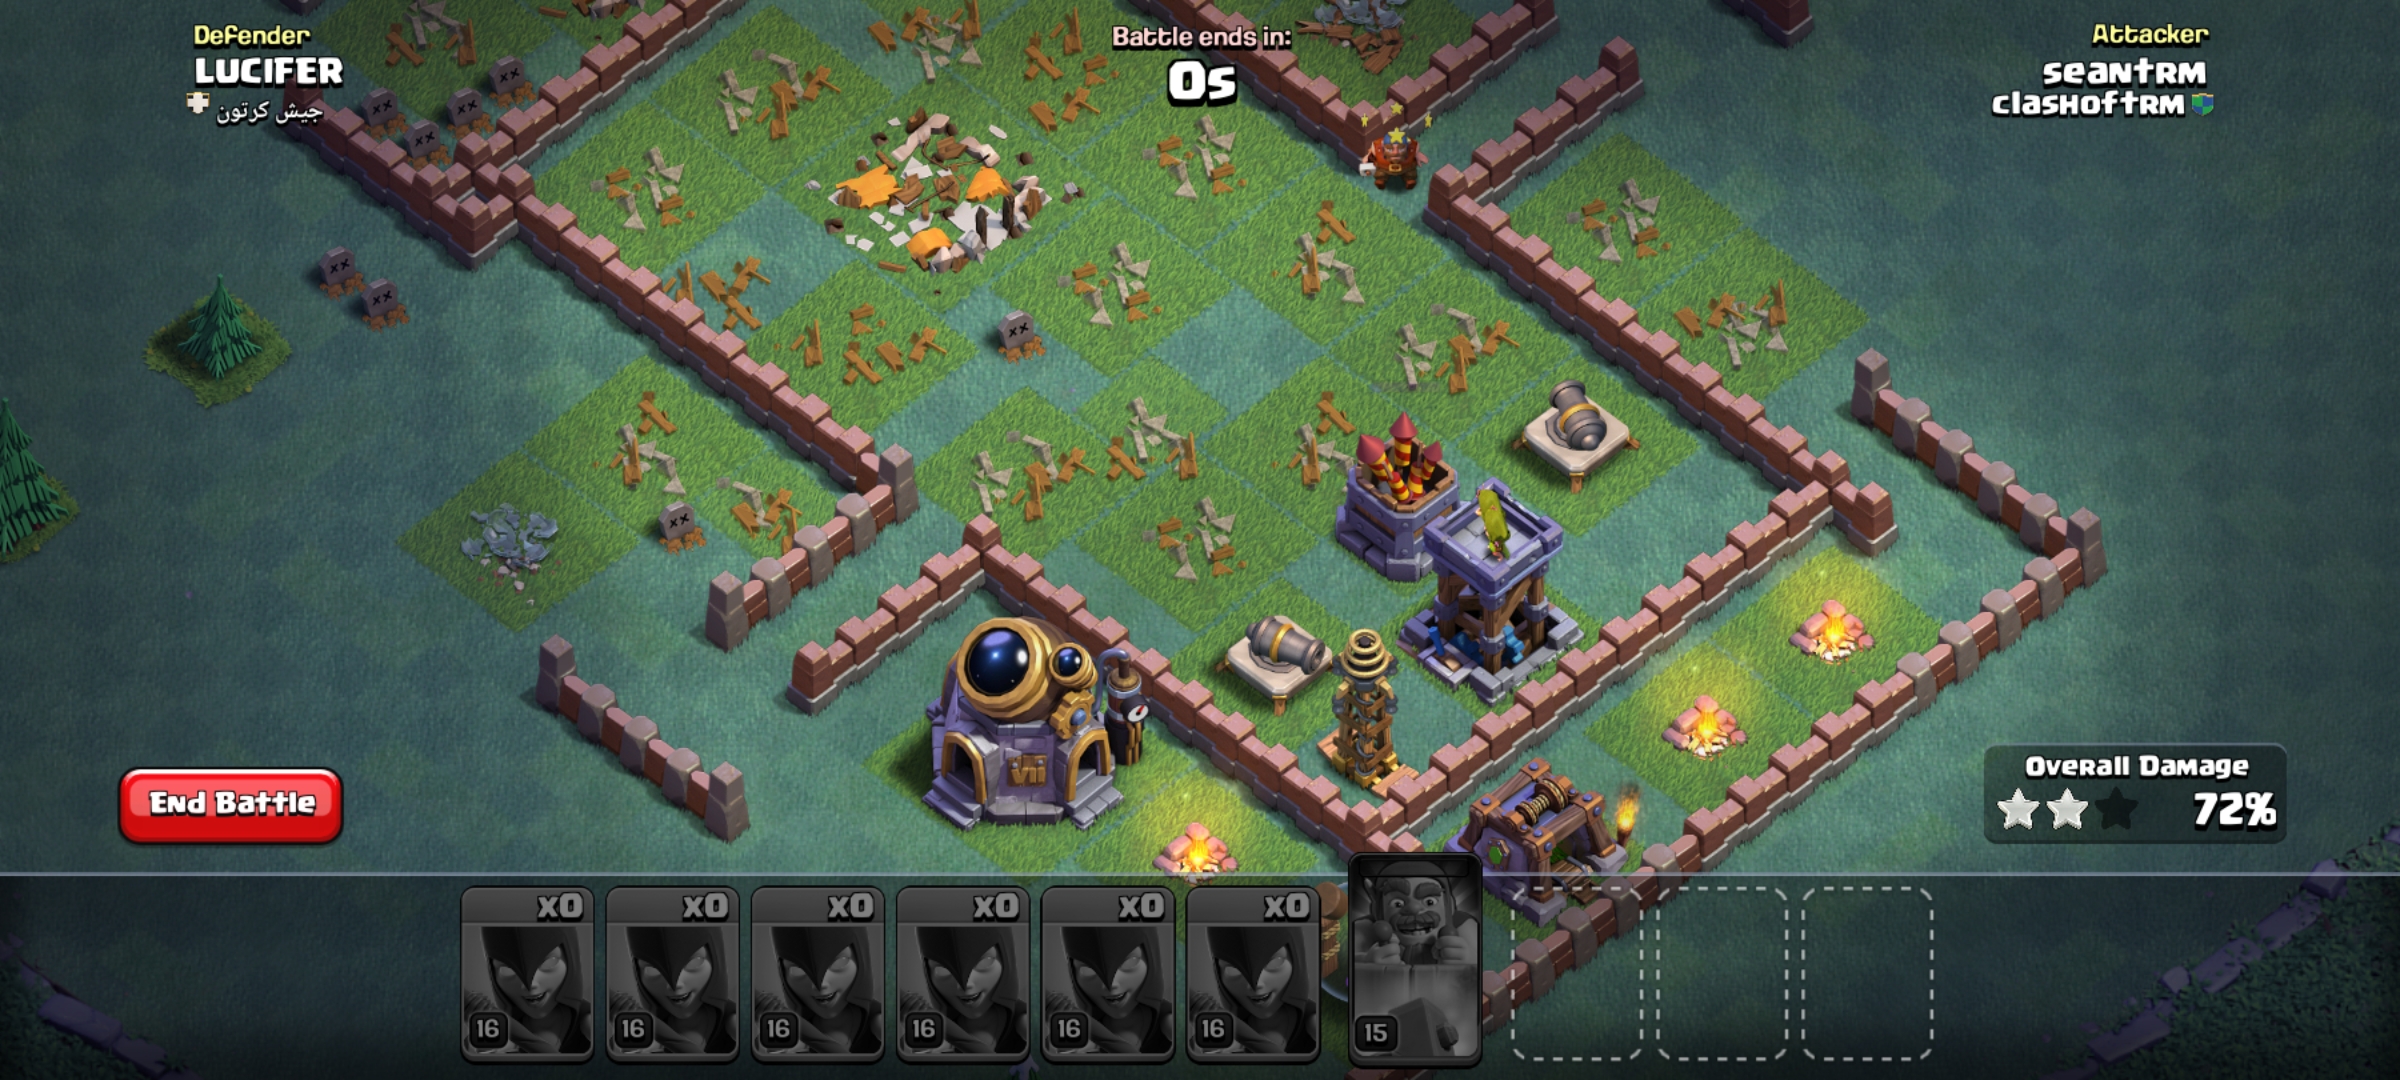 Defender
LUCIFER
جيش كرتون
Battle ends in:
0s
Attacker
seantRM
clashoftRM
VII
End Battle
Overall Damage
72%
x0 x0 x0 x0 x0 x0
16 16 16 16 16 16 15